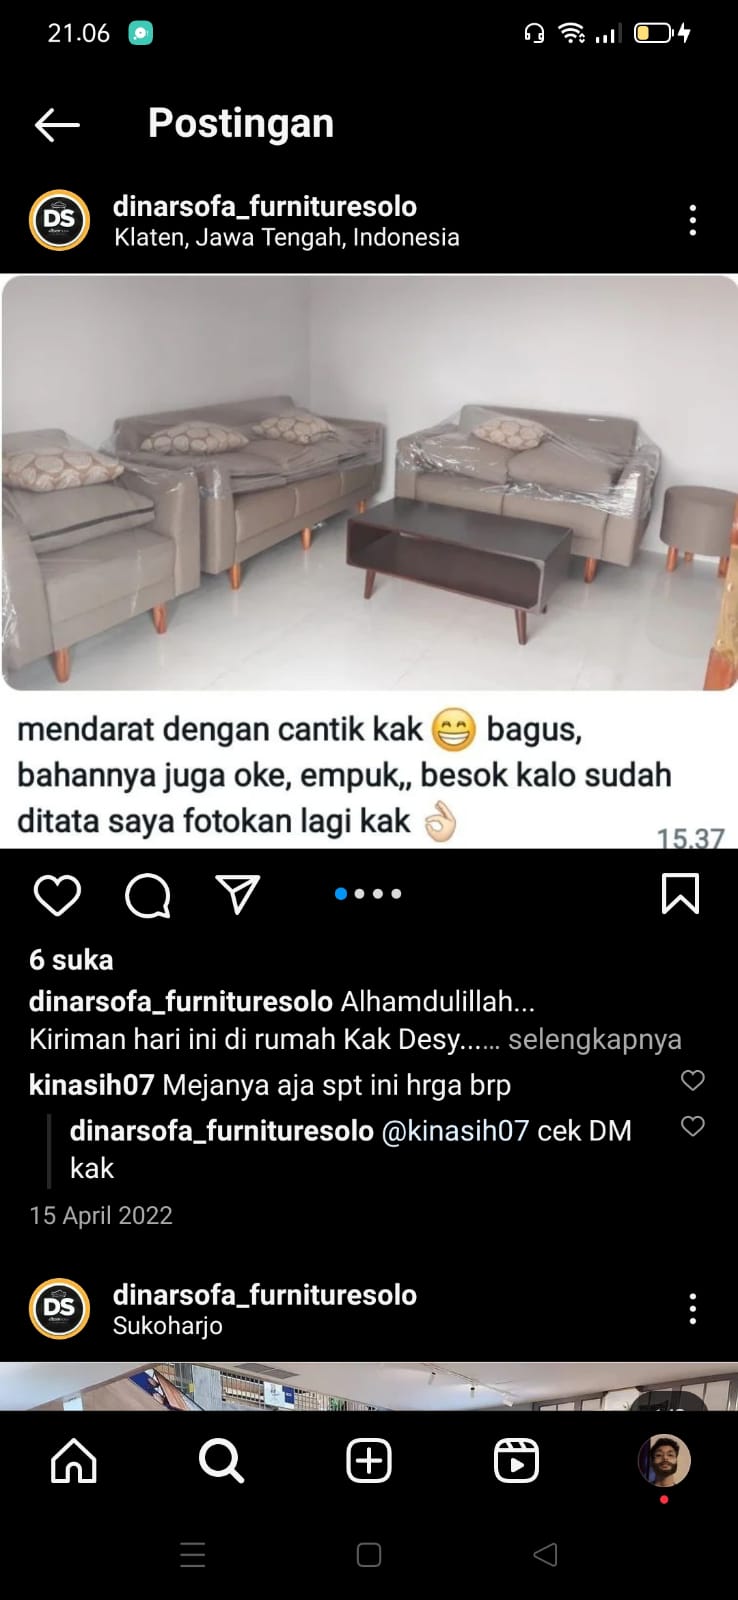 21.06
Postingan
DS
dinarsofa_furnituresolo
Klaten, Jawa Tengah, Indonesia
mendarat dengan cantik kak 😁 bagus,
bahannya juga oke, empuk,, besok kalo sudah
ditata saya fotokan lagi kak 👌🏻
15.37
6 suka
dinarsofa_furnituresolo Alhamdulillah...
Kiriman hari ini di rumah Kak Desy...... selengkapnya
kinasih07 Mejanya aja spt ini hrga brp
dinarsofa_furnituresolo @kinasih07 cek DM
kak
15 April 2022
DS
dinarsofa_furnituresolo
Sukoharjo